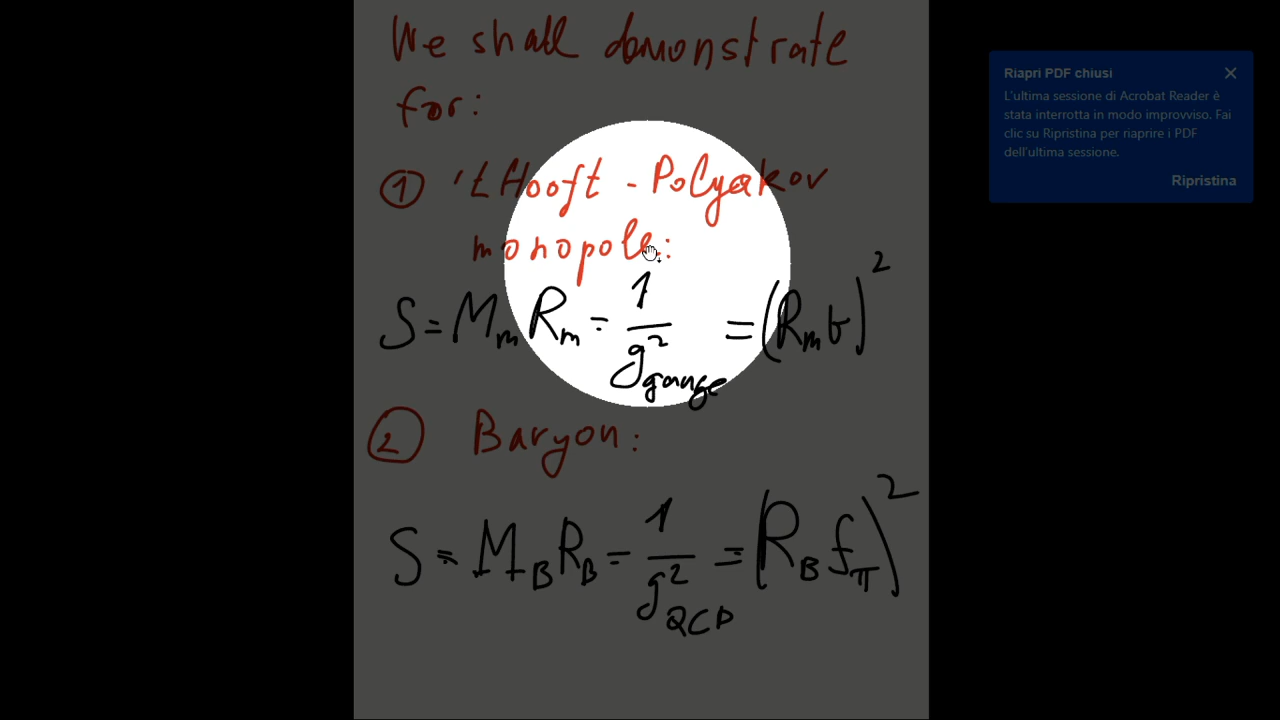 We shall demonstrate
for:
① 't Hooft - Polyakov
monopole:
S = M_m R_m = 1/g²_gauge = (R_m v)²
② Baryon:
S = M_B R_B = 1/g²_QCD = (R_B f_π)²
Riapri PDF chiusi
L'ultima sessione di Acrobat Reader è
stata interrotta in modo improvviso. Fai
clic su Ripristina per riaprire i PDF
dell'ultima sessione.
Ripristina